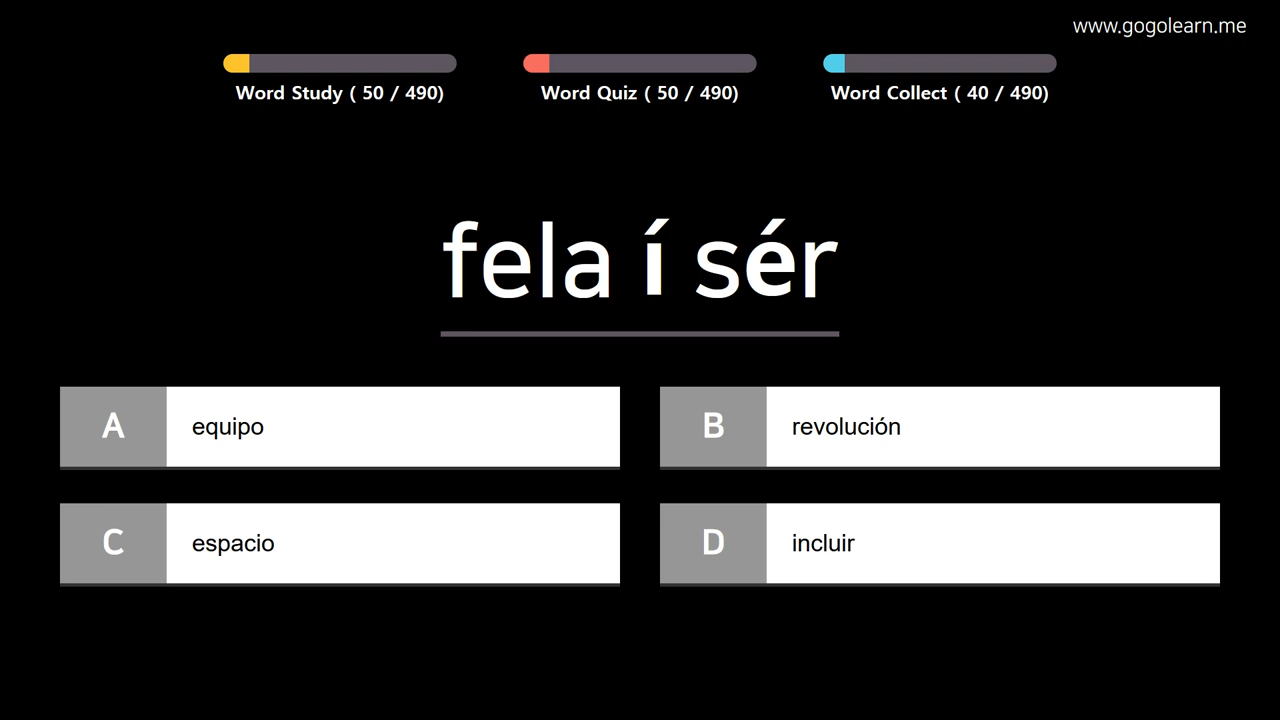 www.gogolearn.me
Word Study ( 50 / 490)
Word Quiz ( 50 / 490)
Word Collect ( 40 / 490)
fela í sér
A equipo
B revolución
C espacio
D incluir